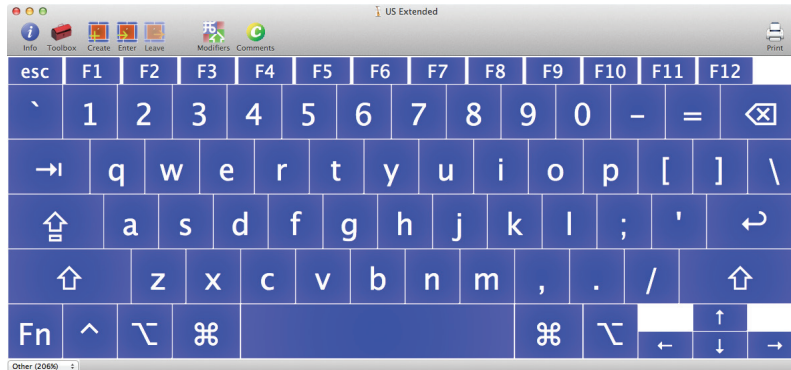 US Extended
Info Toolbox Create Enter Leave Modifiers Comments Print
esc F1 F2 F3 F4 F5 F6 F7 F8 F9 F10 F11 F12
` 1 2 3 4 5 6 7 8 9 0 - = ⌫
⇥ q w e r t y u i o p [ ] \
⇪ a s d f g h j k l ; ' ↩
⇧ z x c v b n m , . / ⇧
Fn ^ ⌥ ⌘ ⌘ ⌥ ← ↑ ↓ →
Other (206%)